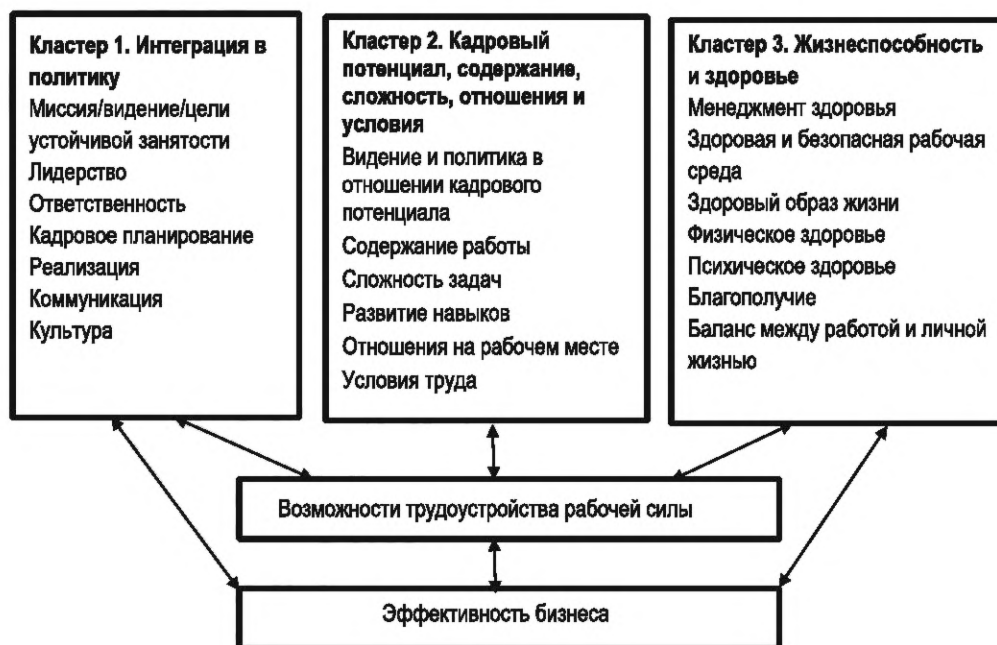 Кластер 1. Интеграция в
политику
Миссия/видение/цели
устойчивой занятости
Лидерство
Ответственность
Кадровое планирование
Реализация
Коммуникация
Культура
Кластер 2. Кадровый
потенциал, содержание,
сложность, отношения и
условия
Видение и политика в
отношении кадрового
потенциала
Содержание работы
Сложность задач
Развитие навыков
Отношения на рабочем месте
Условия труда
Кластер 3. Жизнеспособность
и здоровье
Менеджмент здоровья
Здоровая и безопасная рабочая
среда
Здоровый образ жизни
Физическое здоровье
Психическое здоровье
Благополучие
Баланс между работой и личной
жизнью
Возможности трудоустройства рабочей силы
Эффективность бизнеса